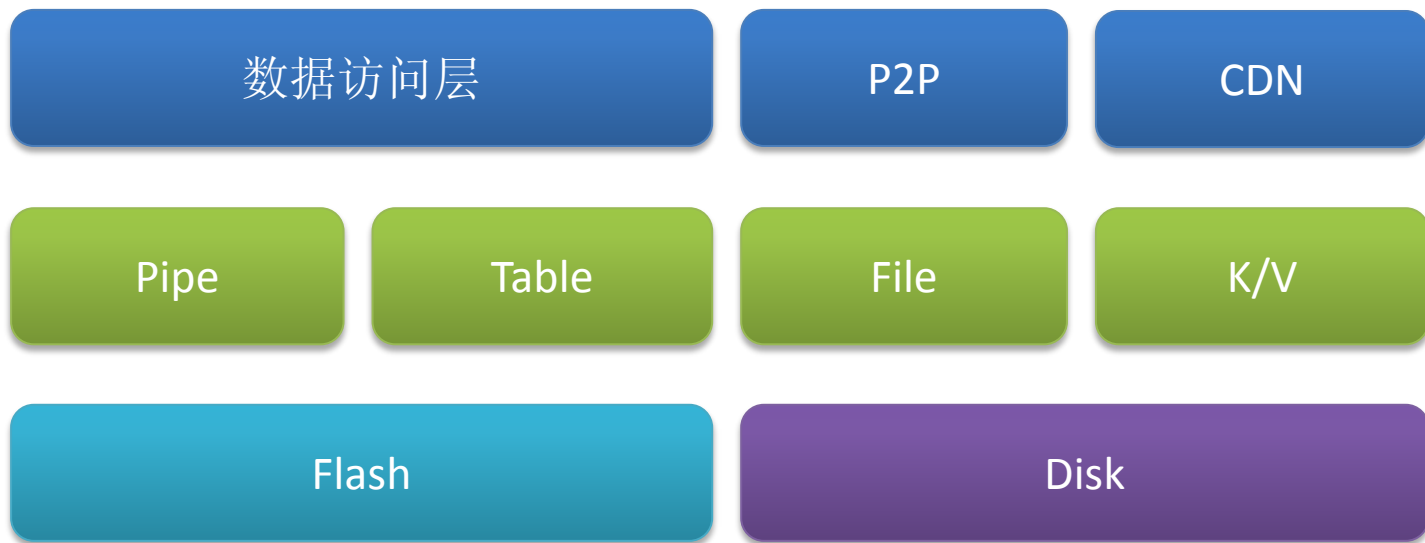 数据访问层
P2P
CDN
Pipe
Table
File
K/V
Flash
Disk